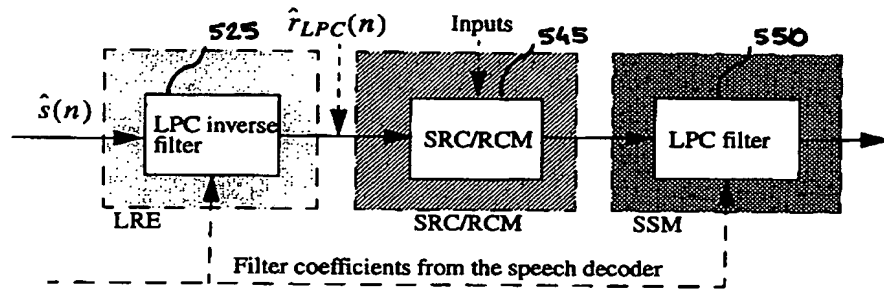 525
r̂LPC(n)
Inputs
545
550
ŝ(n)
LPC inverse
filter
SRC/RCM
LPC filter
LRE
SRC/RCM
SSM
Filter coefficients from the speech decoder